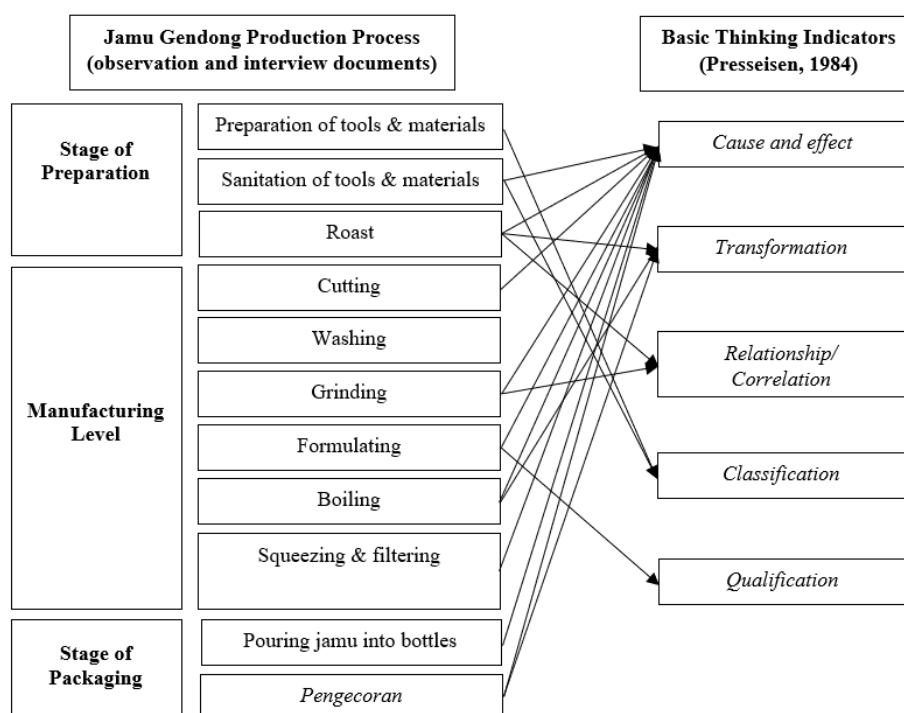 Jamu Gendong Production Process
(observation and interview documents)
Basic Thinking Indicators
(Presseisen, 1984)
Stage of
Preparation
Preparation of tools & materials
Sanitation of tools & materials
Roast
Manufacturing
Level
Cutting
Washing
Grinding
Formulating
Boiling
Squeezing & filtering
Stage of
Packaging
Pouring jamu into bottles
Pengecoran
Cause and effect
Transformation
Relationship/
Correlation
Classification
Qualification